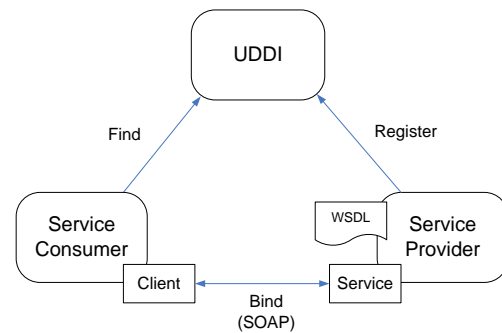 UDDI
Find
Register
Service
Consumer
WSDL
Service
Provider
Client
Service
Bind
(SOAP)